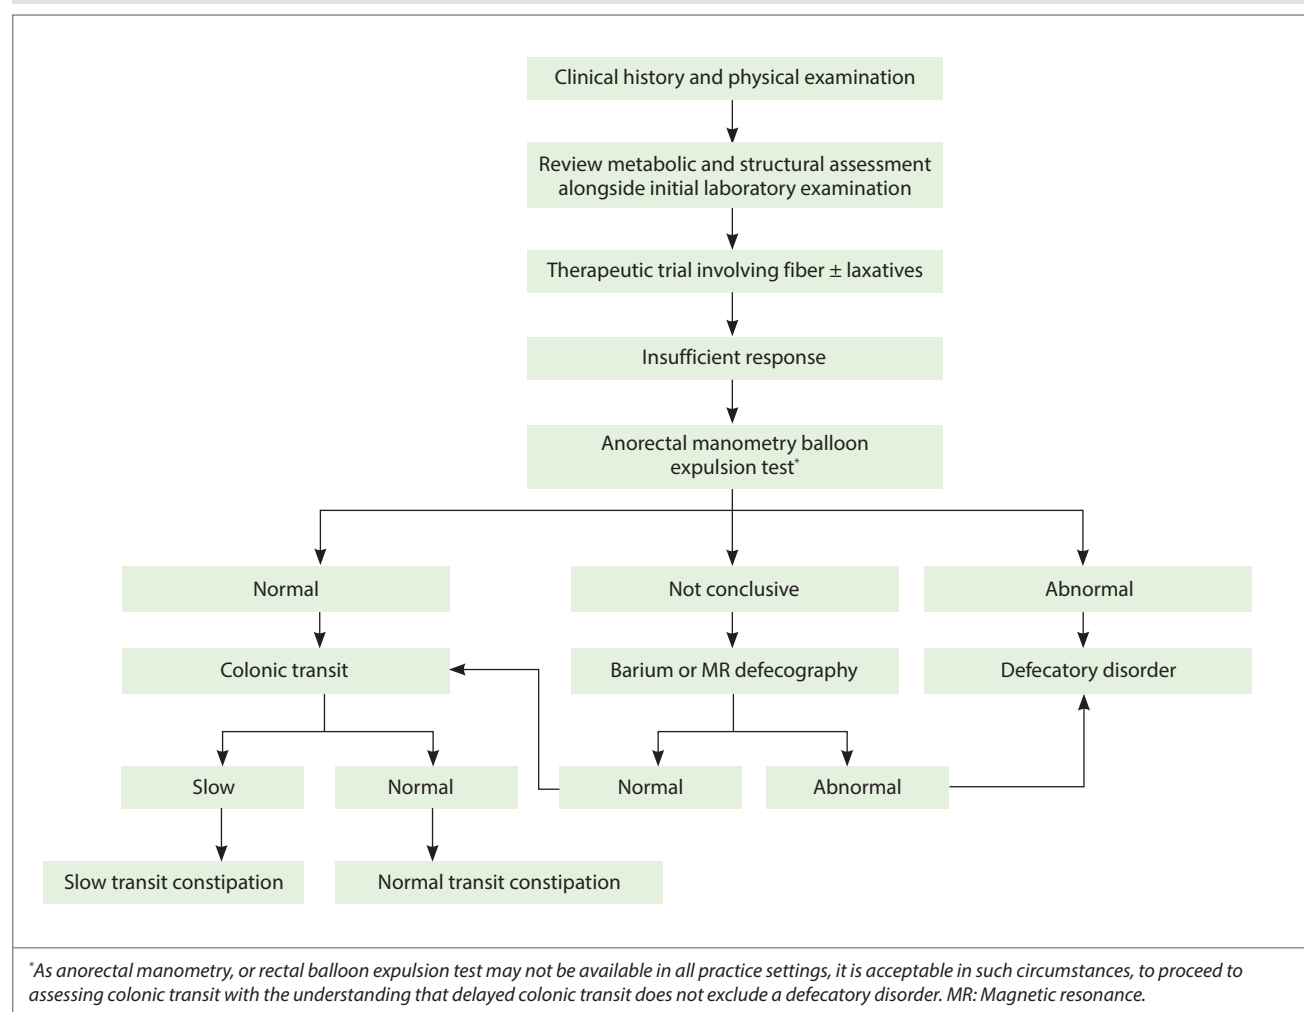 Clinical history and physical examination
Review metabolic and structural assessment
alongside initial laboratory examination
Therapeutic trial involving fiber ± laxatives
Insufficient response
Anorectal manometry balloon
expulsion test*
Normal
Not conclusive
Abnormal
Colonic transit
Barium or MR defecography
Defecatory disorder
Slow
Normal
Normal
Abnormal
Slow transit constipation
Normal transit constipation
*As anorectal manometry, or rectal balloon expulsion test may not be available in all practice settings, it is acceptable in such circumstances, to proceed to
assessing colonic transit with the understanding that delayed colonic transit does not exclude a defecatory disorder. MR: Magnetic resonance.